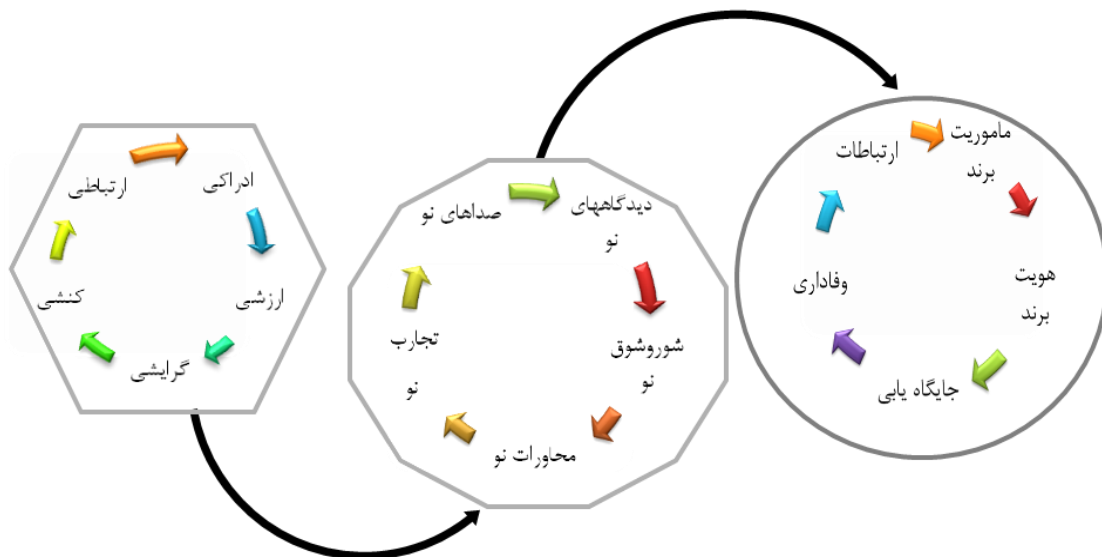 ماموریت
برند
هویت
برند
جایگاه یابی
وفاداری
ارتباطات
دیدگاههای
نو
شوروشوق
نو
محاورات نو
تجارب
نو
صداهای نو
ادراکی
ارزشی
گرایشی
کنشی
ارتباطی